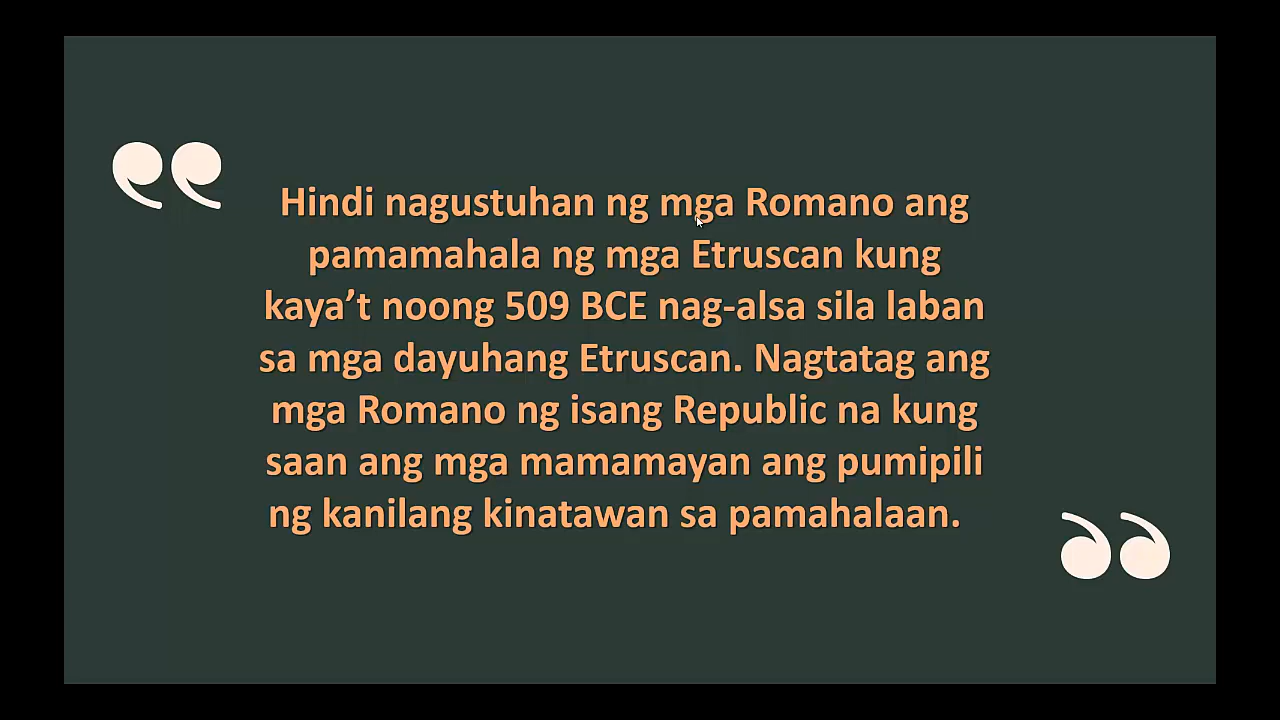 Hindi nagustuhan ng mga Romano ang
pamamahala ng mga Etruscan kung
kaya’t noong 509 BCE nag-alsa sila laban
sa mga dayuhang Etruscan. Nagtatag ang
mga Romano ng isang Republic na kung
saan ang mga mamamayan ang pumipili
ng kanilang kinatawan sa pamahalaan.